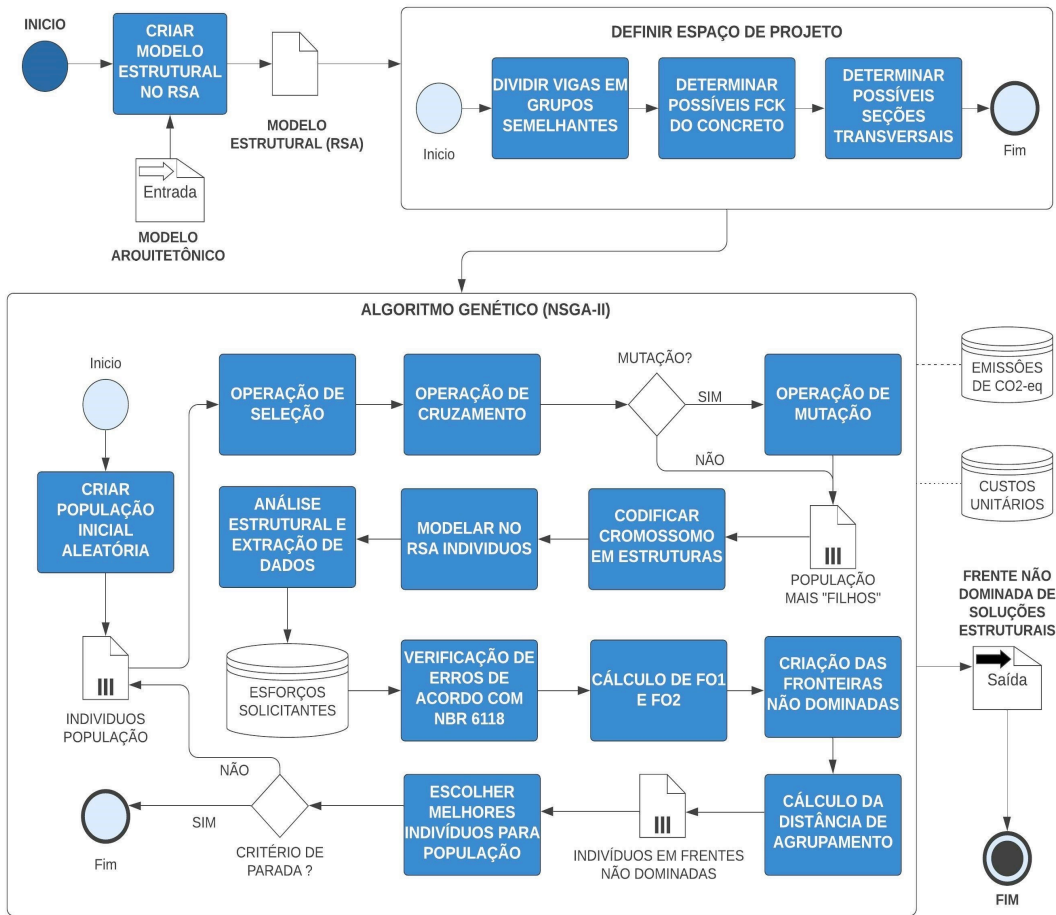 INICIO
CRIAR
MODELO
ESTRUTURAL
NO RSA
MODELO
ESTRUTURAL (RSA)
Entrada
MODELO
AROUITETÔNICO
DEFINIR ESPAÇO DE PROJETO
Inicio
DIVIDIR VIGAS EM
GRUPOS
SEMELHANTES
DETERMINAR
POSSÍVEIS FCK
DO CONCRETO
DETERMINAR
POSSÍVEIS
SEÇÕES
TRANSVERSAIS
Fim
ALGORITMO GENÉTICO (NSGA-II)
Inicio
OPERAÇÃO DE
SELEÇÃO
OPERAÇÃO DE
CRUZAMENTO
MUTAÇÃO?
SIM
NÃO
OPERAÇÃO DE
MUTAÇÃO
EMISSÔES
DE CO2-eq
CRIAR
POPULAÇÃO
INICIAL
ALEATÓRIA
ANÁLISE
ESTRUTURAL E
EXTRAÇÃO DE
DADOS
MODELAR NO
RSA INDIVIDUOS
CODIFICAR
CROMOSSOMO
EM ESTRUTURAS
POPULAÇÃO
MAIS "FILHOS"
CUSTOS
UNITÁRIOS
FRENTE NÃO
DOMINADA DE
SOLUÇÕES
ESTRUTURAIS
Saída
INDIVIDUOS
POPULAÇÃO
ESFORÇOS
SOLICITANTES
VERIFICAÇÃO DE
ERROS DE
ACORDO COM
NBR 6118
CÁLCULO DE FO1
E FO2
CRIAÇÃO DAS
FRONTEIRAS
NÃO DOMINADAS
NÃO
SIM
Fim
CRITÉRIO DE
PARADA ?
ESCOLHER
MELHORES
INDIVÍDUOS PARA
POPULAÇÃO
INDIVÍDUOS EM FRENTES
NÃO DOMINADAS
CÁLCULO DA
DISTÂNCIA DE
AGRUPAMENTO
FIM